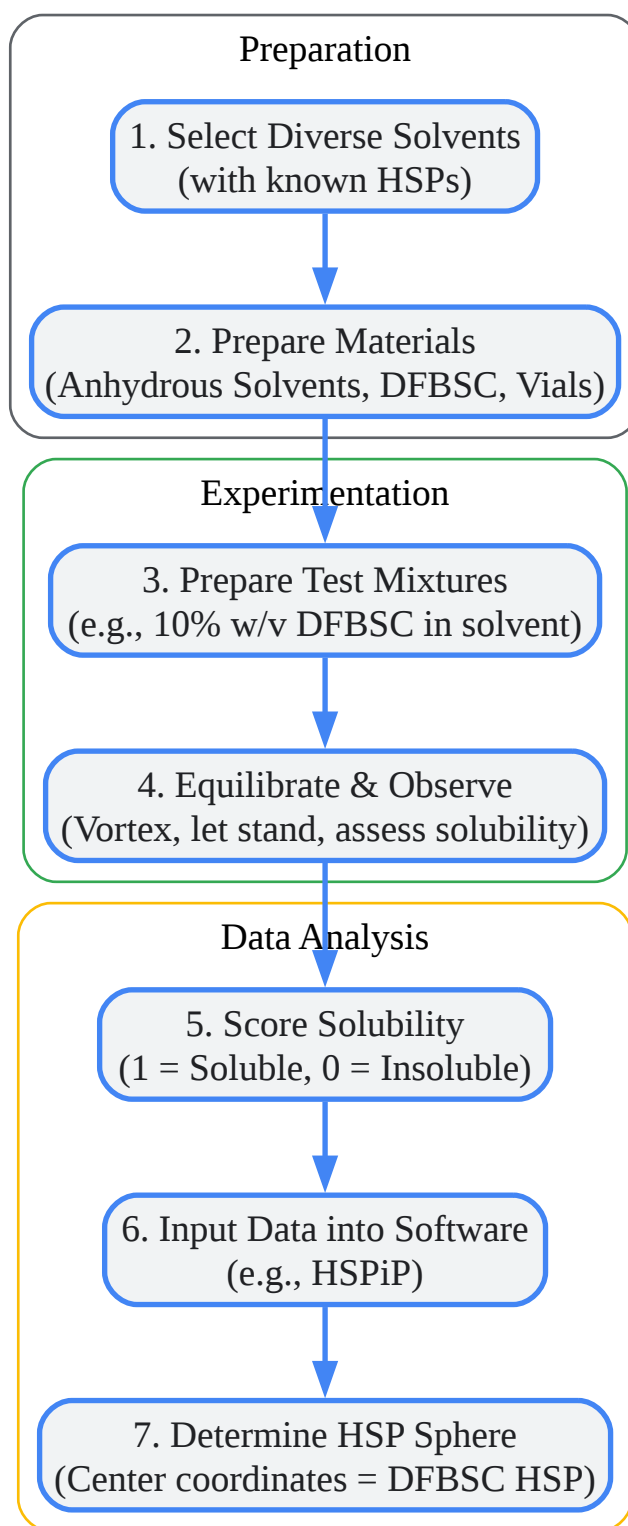 Preparation
1. Select Diverse Solvents
(with known HSPs)
2. Prepare Materials
(Anhydrous Solvents, DFBSC, Vials)
Experimentation
3. Prepare Test Mixtures
(e.g., 10% w/v DFBSC in solvent)
4. Equilibrate & Observe
(Vortex, let stand, assess solubility)
Data Analysis
5. Score Solubility
(1 = Soluble, 0 = Insoluble)
6. Input Data into Software
(e.g., HSPiP)
7. Determine HSP Sphere
(Center coordinates = DFBSC HSP)